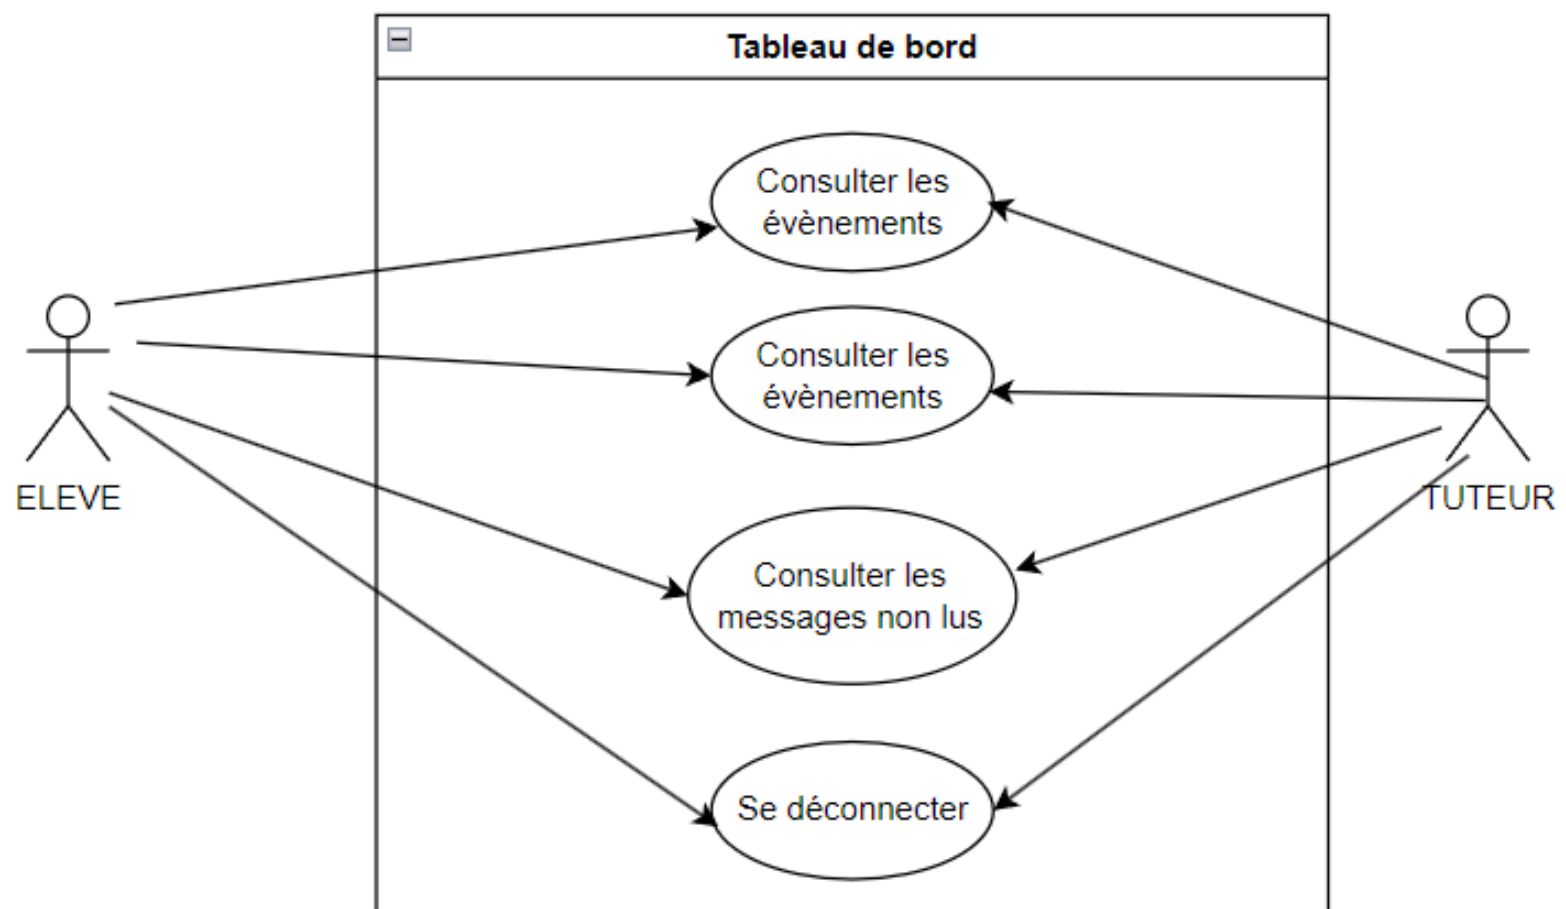 Tableau de bord
Consulter les
évènements
Consulter les
évènements
ELEVE
TUTEUR
Consulter les
messages non lus
Se déconnecter